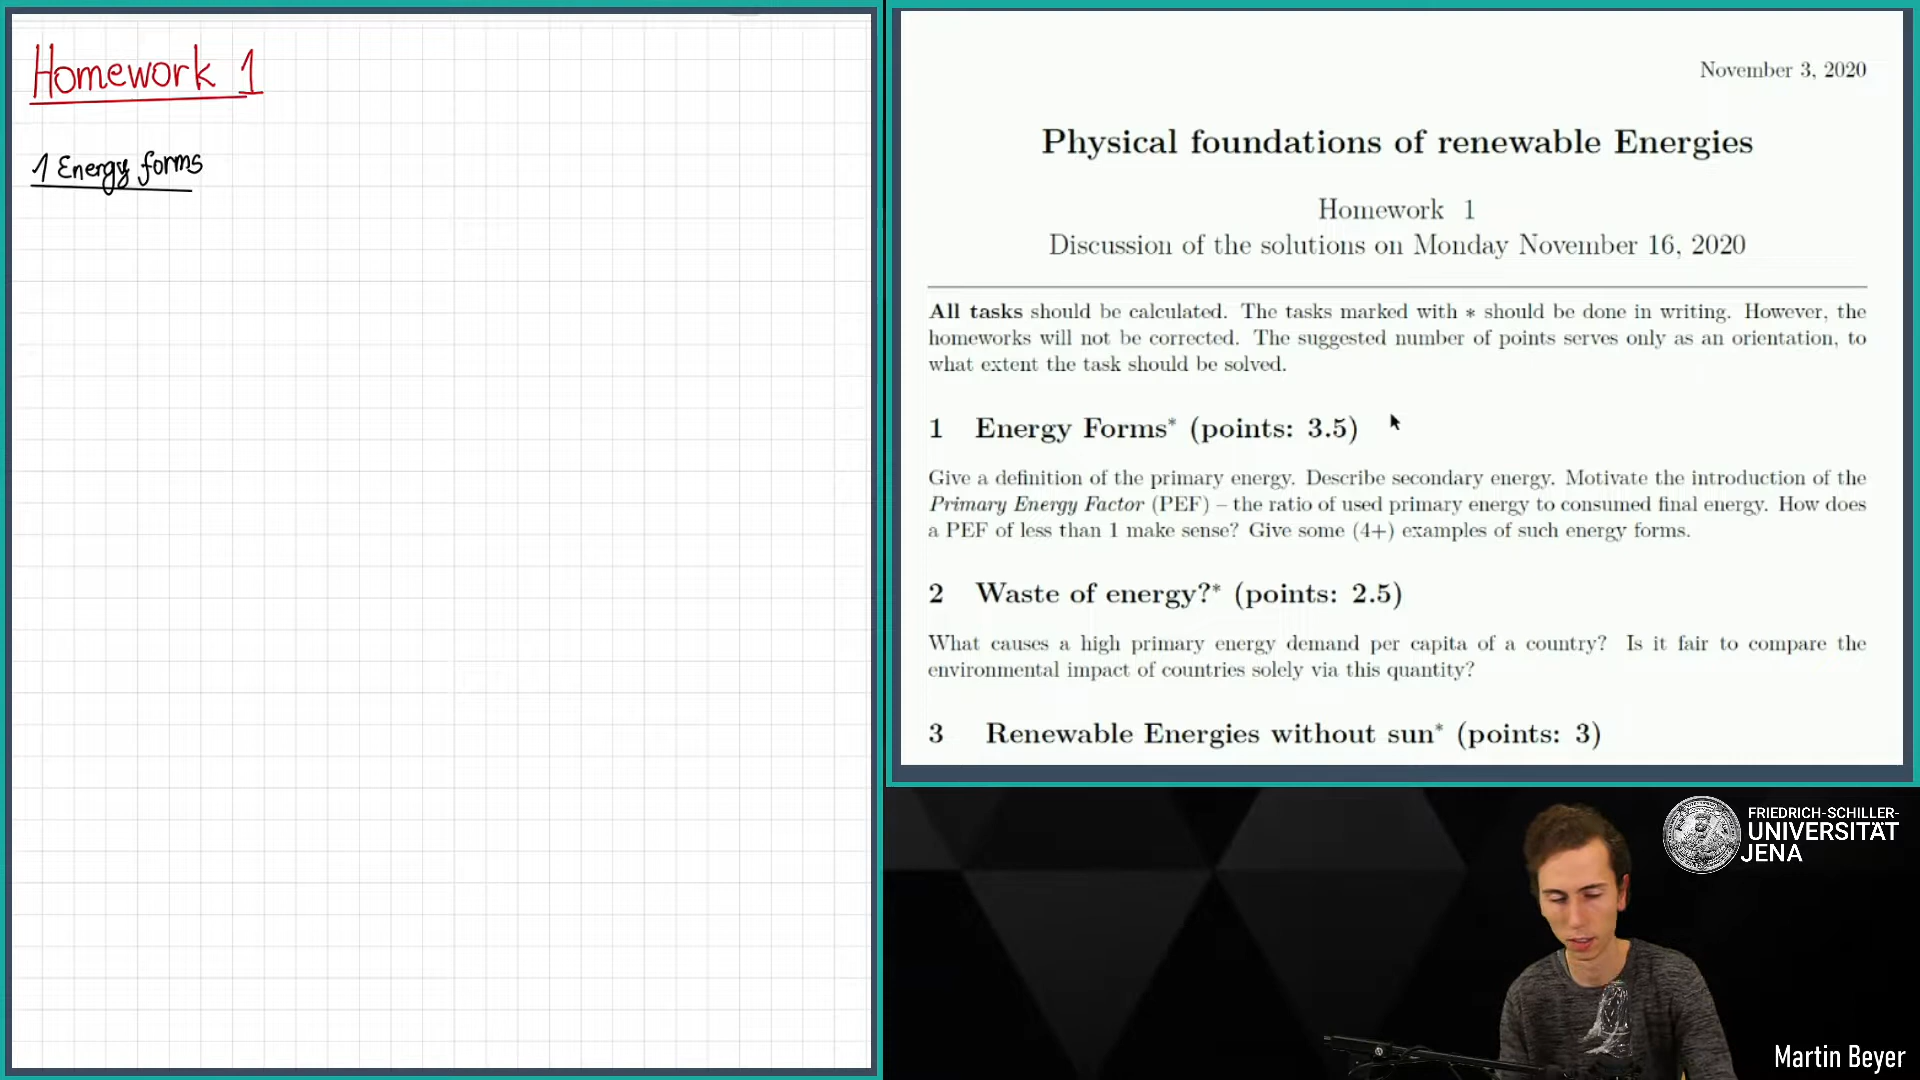 Homework 1
1 Energy forms
November 3, 2020
Physical foundations of renewable Energies
Homework 1
Discussion of the solutions on Monday November 16, 2020
All tasks should be calculated. The tasks marked with * should be done in writing. However, the
homeworks will not be corrected. The suggested number of points serves only as an orientation, to
what extent the task should be solved.
1 Energy Forms* (points: 3.5)
Give a definition of the primary energy. Describe secondary energy. Motivate the introduction of the
Primary Energy Factor (PEF) – the ratio of used primary energy to consumed final energy. How does
a PEF of less than 1 make sense? Give some (4+) examples of such energy forms.
2 Waste of energy?* (points: 2.5)
What causes a high primary energy demand per capita of a country? Is it fair to compare the
environmental impact of countries solely via this quantity?
3 Renewable Energies without sun* (points: 3)
FRIEDRICH-SCHILLER-
UNIVERSITÄT
JENA
Martin Beyer